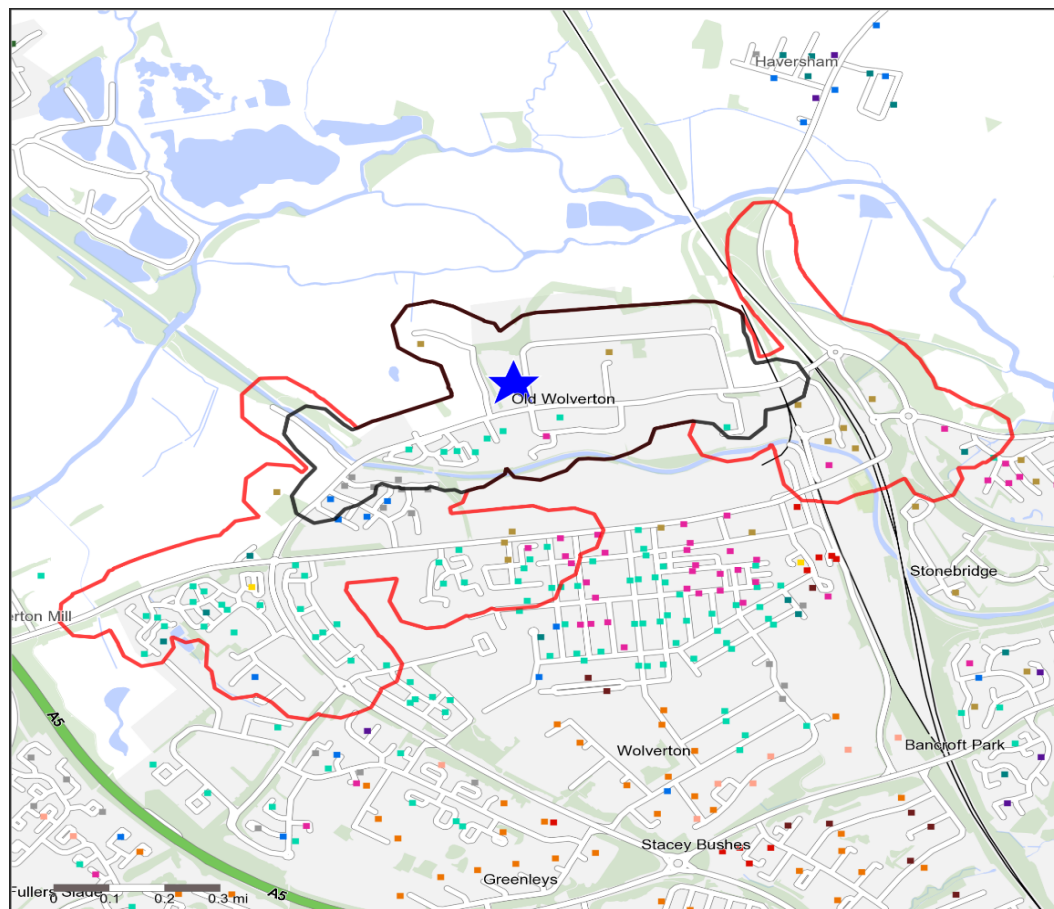 Haversham
Old Wolverton
Stonebridge
erton Mill
A5
Wolverton
Bancroft Park
Stacey Bushes
Greenleys
Fullers Slade
0 0.1 0.2 0.3 mi
A5